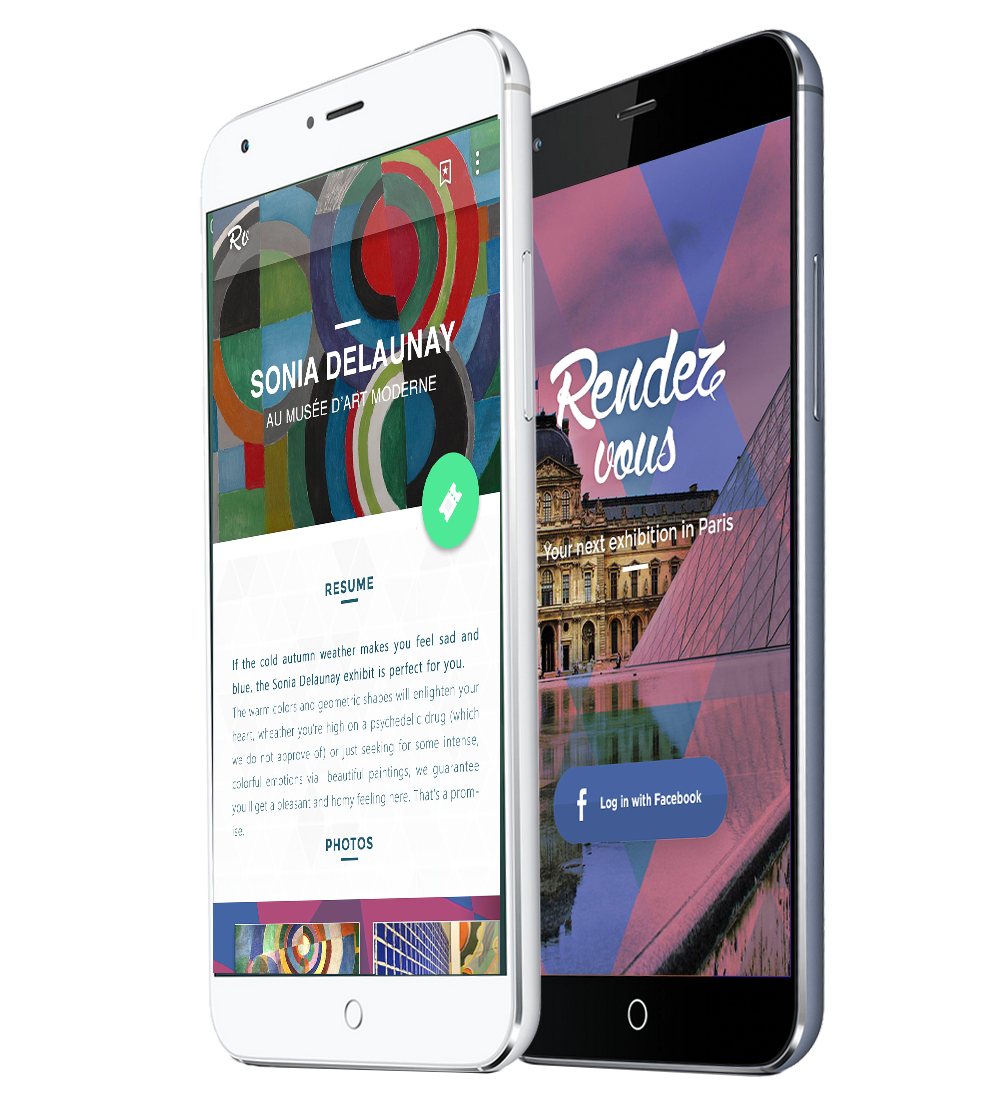 Rv
SONIA DELAUNAY
AU MUSÉE D'ART MODERNE
RESUME
If the cold autumn weather makes you feel sad and
blue, the Sonia Delaunay exhibit is perfect for you.
The warm colors and geometric shapes will enlighten your
heart, wheather you're high on a psychedelic drug (which
we do not approve of) or just seeking for some intense,
colorful emotions via beautiful paintings, we guarantee
you'll get a pleasant and homy feeling here. That's a prom-
ise.
PHOTOS
Rendez
vous
Your next exhibition in Paris
f Log in with Facebook